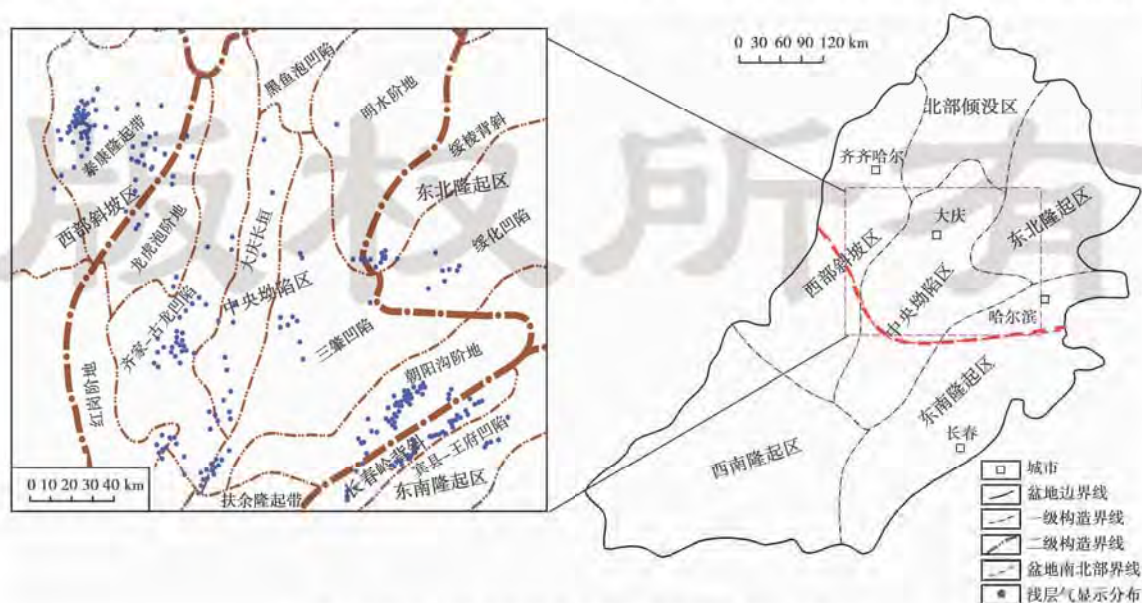 版权所有
黑鱼泡凹陷
明水阶地
绥棱背斜
泰康隆起带
东北隆起区
西部斜坡区
龙虎泡阶地
大庆长垣
绥化凹陷
中央坳陷区
齐家-古龙凹陷
三肇凹陷
朝阳沟阶地
红岗阶地
长春岭背斜
宾县-王府凹陷
东南隆起区
扶余隆起带
0 10 20 30 40 km
0 30 60 90 120 km
北部倾没区
齐齐哈尔
大庆
东北隆起区
西部斜坡区
中央坳陷区
哈尔滨
东南隆起区
长春
西南隆起区
城市
盆地边界线
一级构造界线
二级构造界线
盆地南北部界线
浅层气显示分布